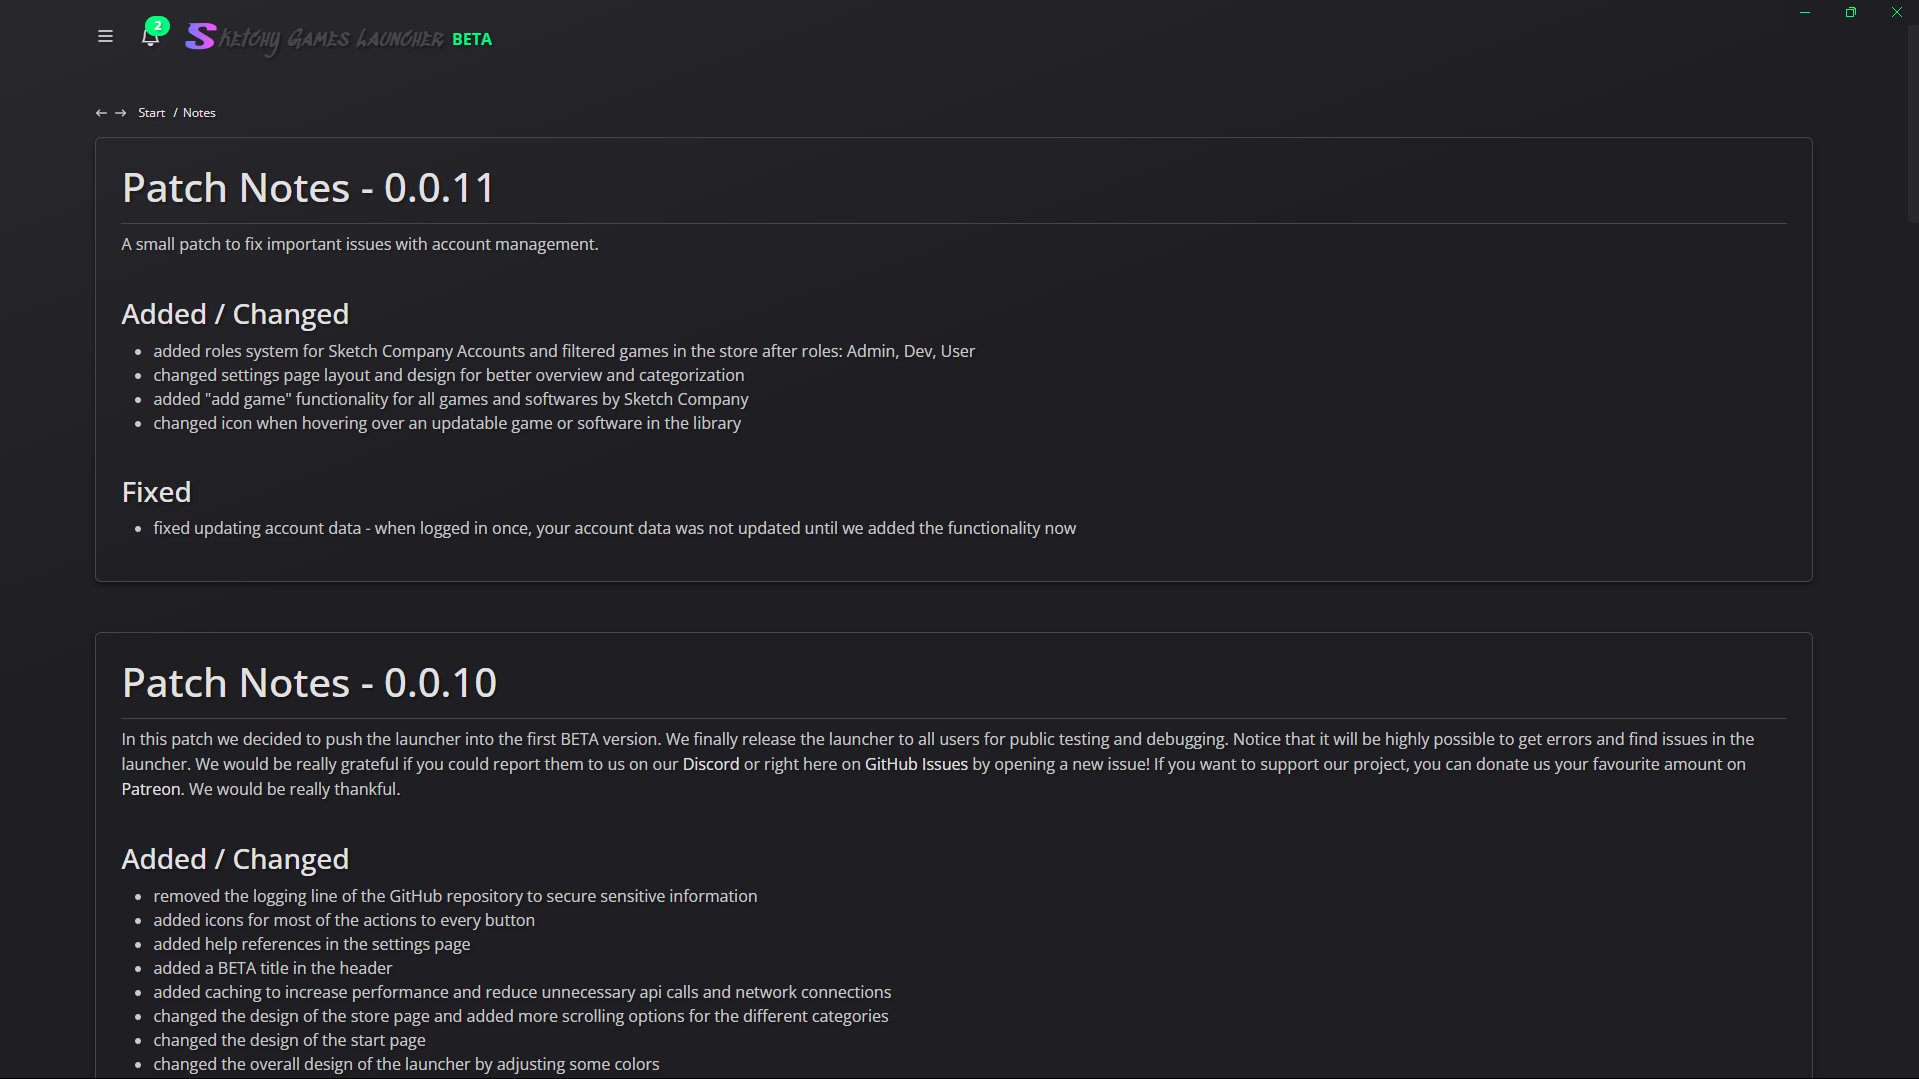 2
Sketchy Games Launcher BETA
Start / Notes
Patch Notes - 0.0.11
A small patch to fix important issues with account management.
Added / Changed
added roles system for Sketch Company Accounts and filtered games in the store after roles: Admin, Dev, User
changed settings page layout and design for better overview and categorization
added "add game" functionality for all games and softwares by Sketch Company
changed icon when hovering over an updatable game or software in the library
Fixed
fixed updating account data - when logged in once, your account data was not updated until we added the functionality now
Patch Notes - 0.0.10
In this patch we decided to push the launcher into the first BETA version. We finally release the launcher to all users for public testing and debugging. Notice that it will be highly possible to get errors and find issues in the
launcher. We would be really grateful if you could report them to us on our Discord or right here on GitHub Issues by opening a new issue! If you want to support our project, you can donate us your favourite amount on
Patreon. We would be really thankful.
Added / Changed
removed the logging line of the GitHub repository to secure sensitive information
added icons for most of the actions to every button
added help references in the settings page
added a BETA title in the header
added caching to increase performance and reduce unnecessary api calls and network connections
changed the design of the store page and added more scrolling options for the different categories
changed the design of the start page
changed the overall design of the launcher by adjusting some colors